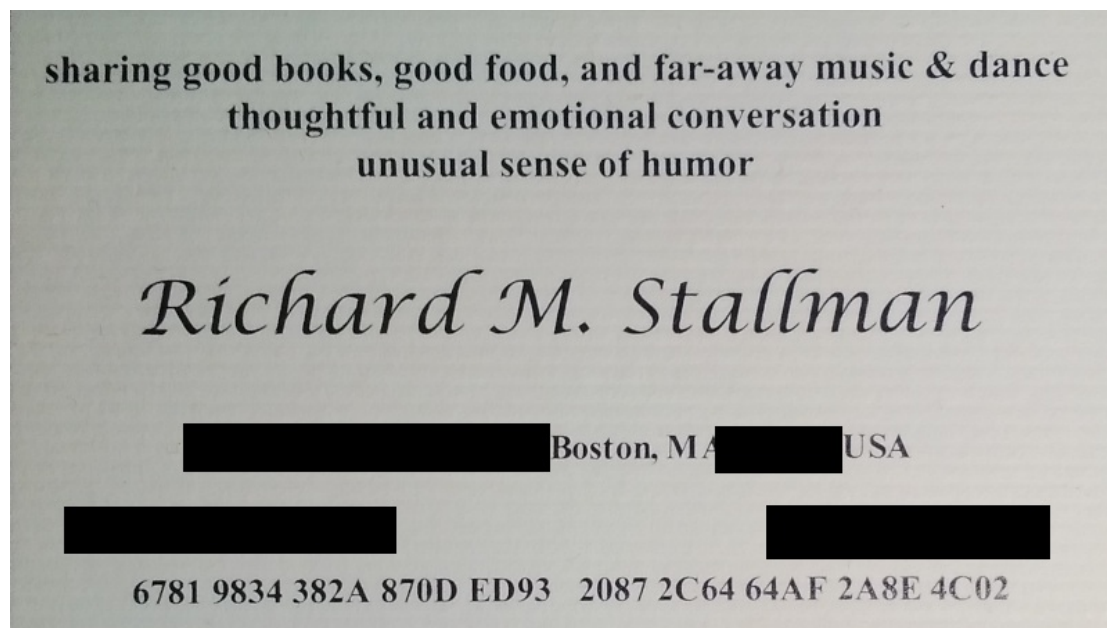 sharing good books, good food, and far-away music & dance
thoughtful and emotional conversation
unusual sense of humor
Richard M. Stallman
Boston, MA USA
6781 9834 382A 870D ED93 2087 2C64 64AF 2A8E 4C02